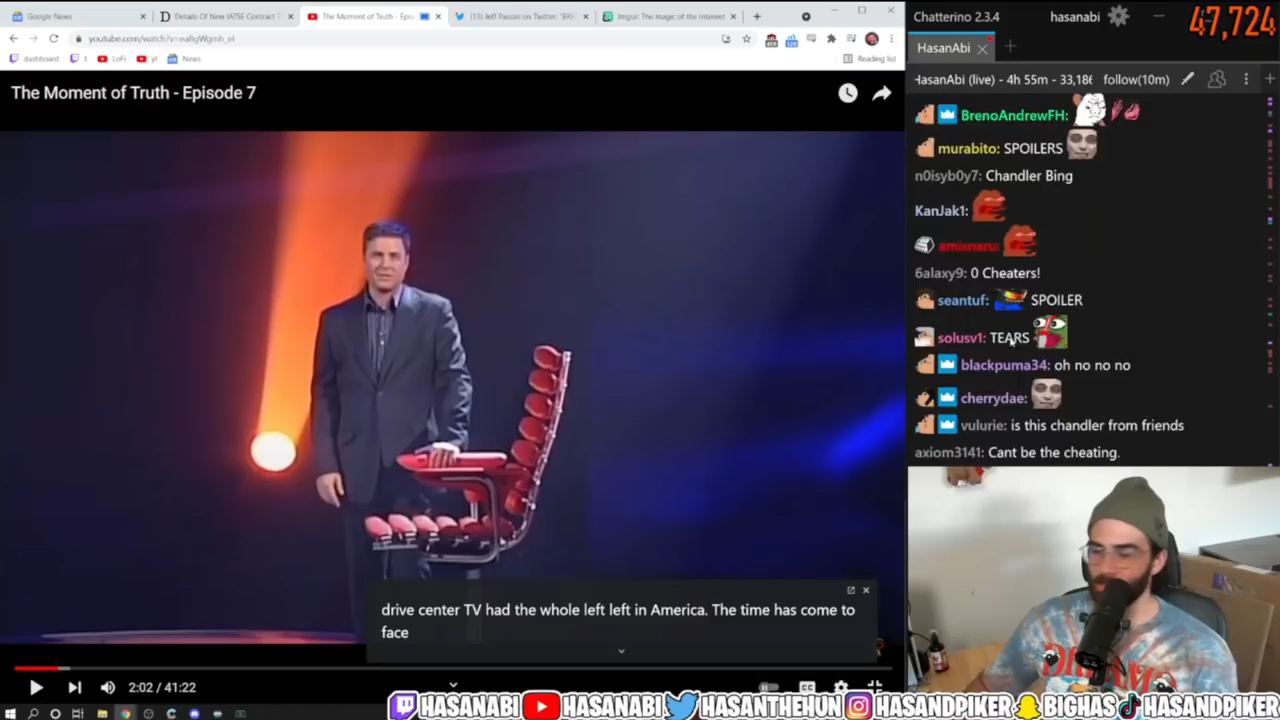 Google News
Details Of New IATSE Contract
The Moment of Truth - Epis
(13) Jeff Passan on Twitter: "BRE
Imgur: The magic of the Internet
youtube.com/watch?v=
dashboard
t
LoFi
yt
News
Reading list
The Moment of Truth - Episode 7
drive center TV had the whole left left in America. The time has come to
face
2:02 / 41:22
Chatterino 2.3.4
hasanabi
47,724
HasanAbi
HasanAbi (live) - 4h 55m - 33,186
follow(10m)
BrenoAndrewFH:
murabito: SPOILERS
n0isyb0y7: Chandler Bing
KanJak1:
amisnaru:
6alaxy9: 0 Cheaters!
seantuf: SPOILER
solusv1: TEARS
blackpuma34: oh no no no
cherrydae:
vulurie: is this chandler from friends
axiom3141: Cant be the cheating.
HASANABI
HASANABI
HASANTHEHUN
HASANDPIKER
BIGHAS
HASANDPIKER